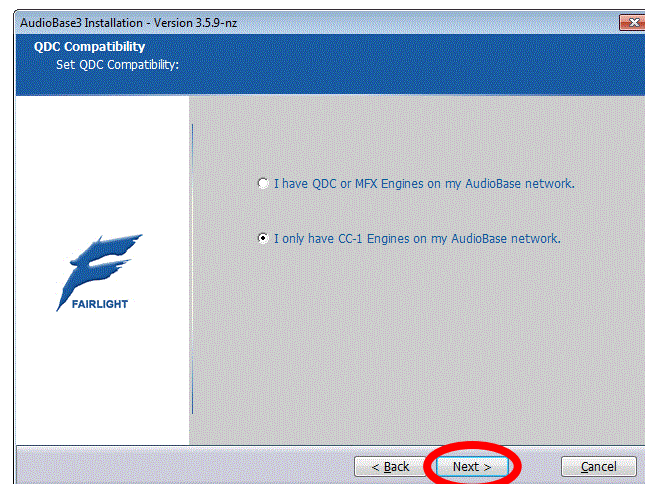 AudioBase3 Installation - Version 3.5.9-nz
QDC Compatibility
Set QDC Compatibility:
I have QDC or MFX Engines on my AudioBase network.
I only have CC-1 Engines on my AudioBase network.
FAIRLIGHT
< Back
Next >
Cancel